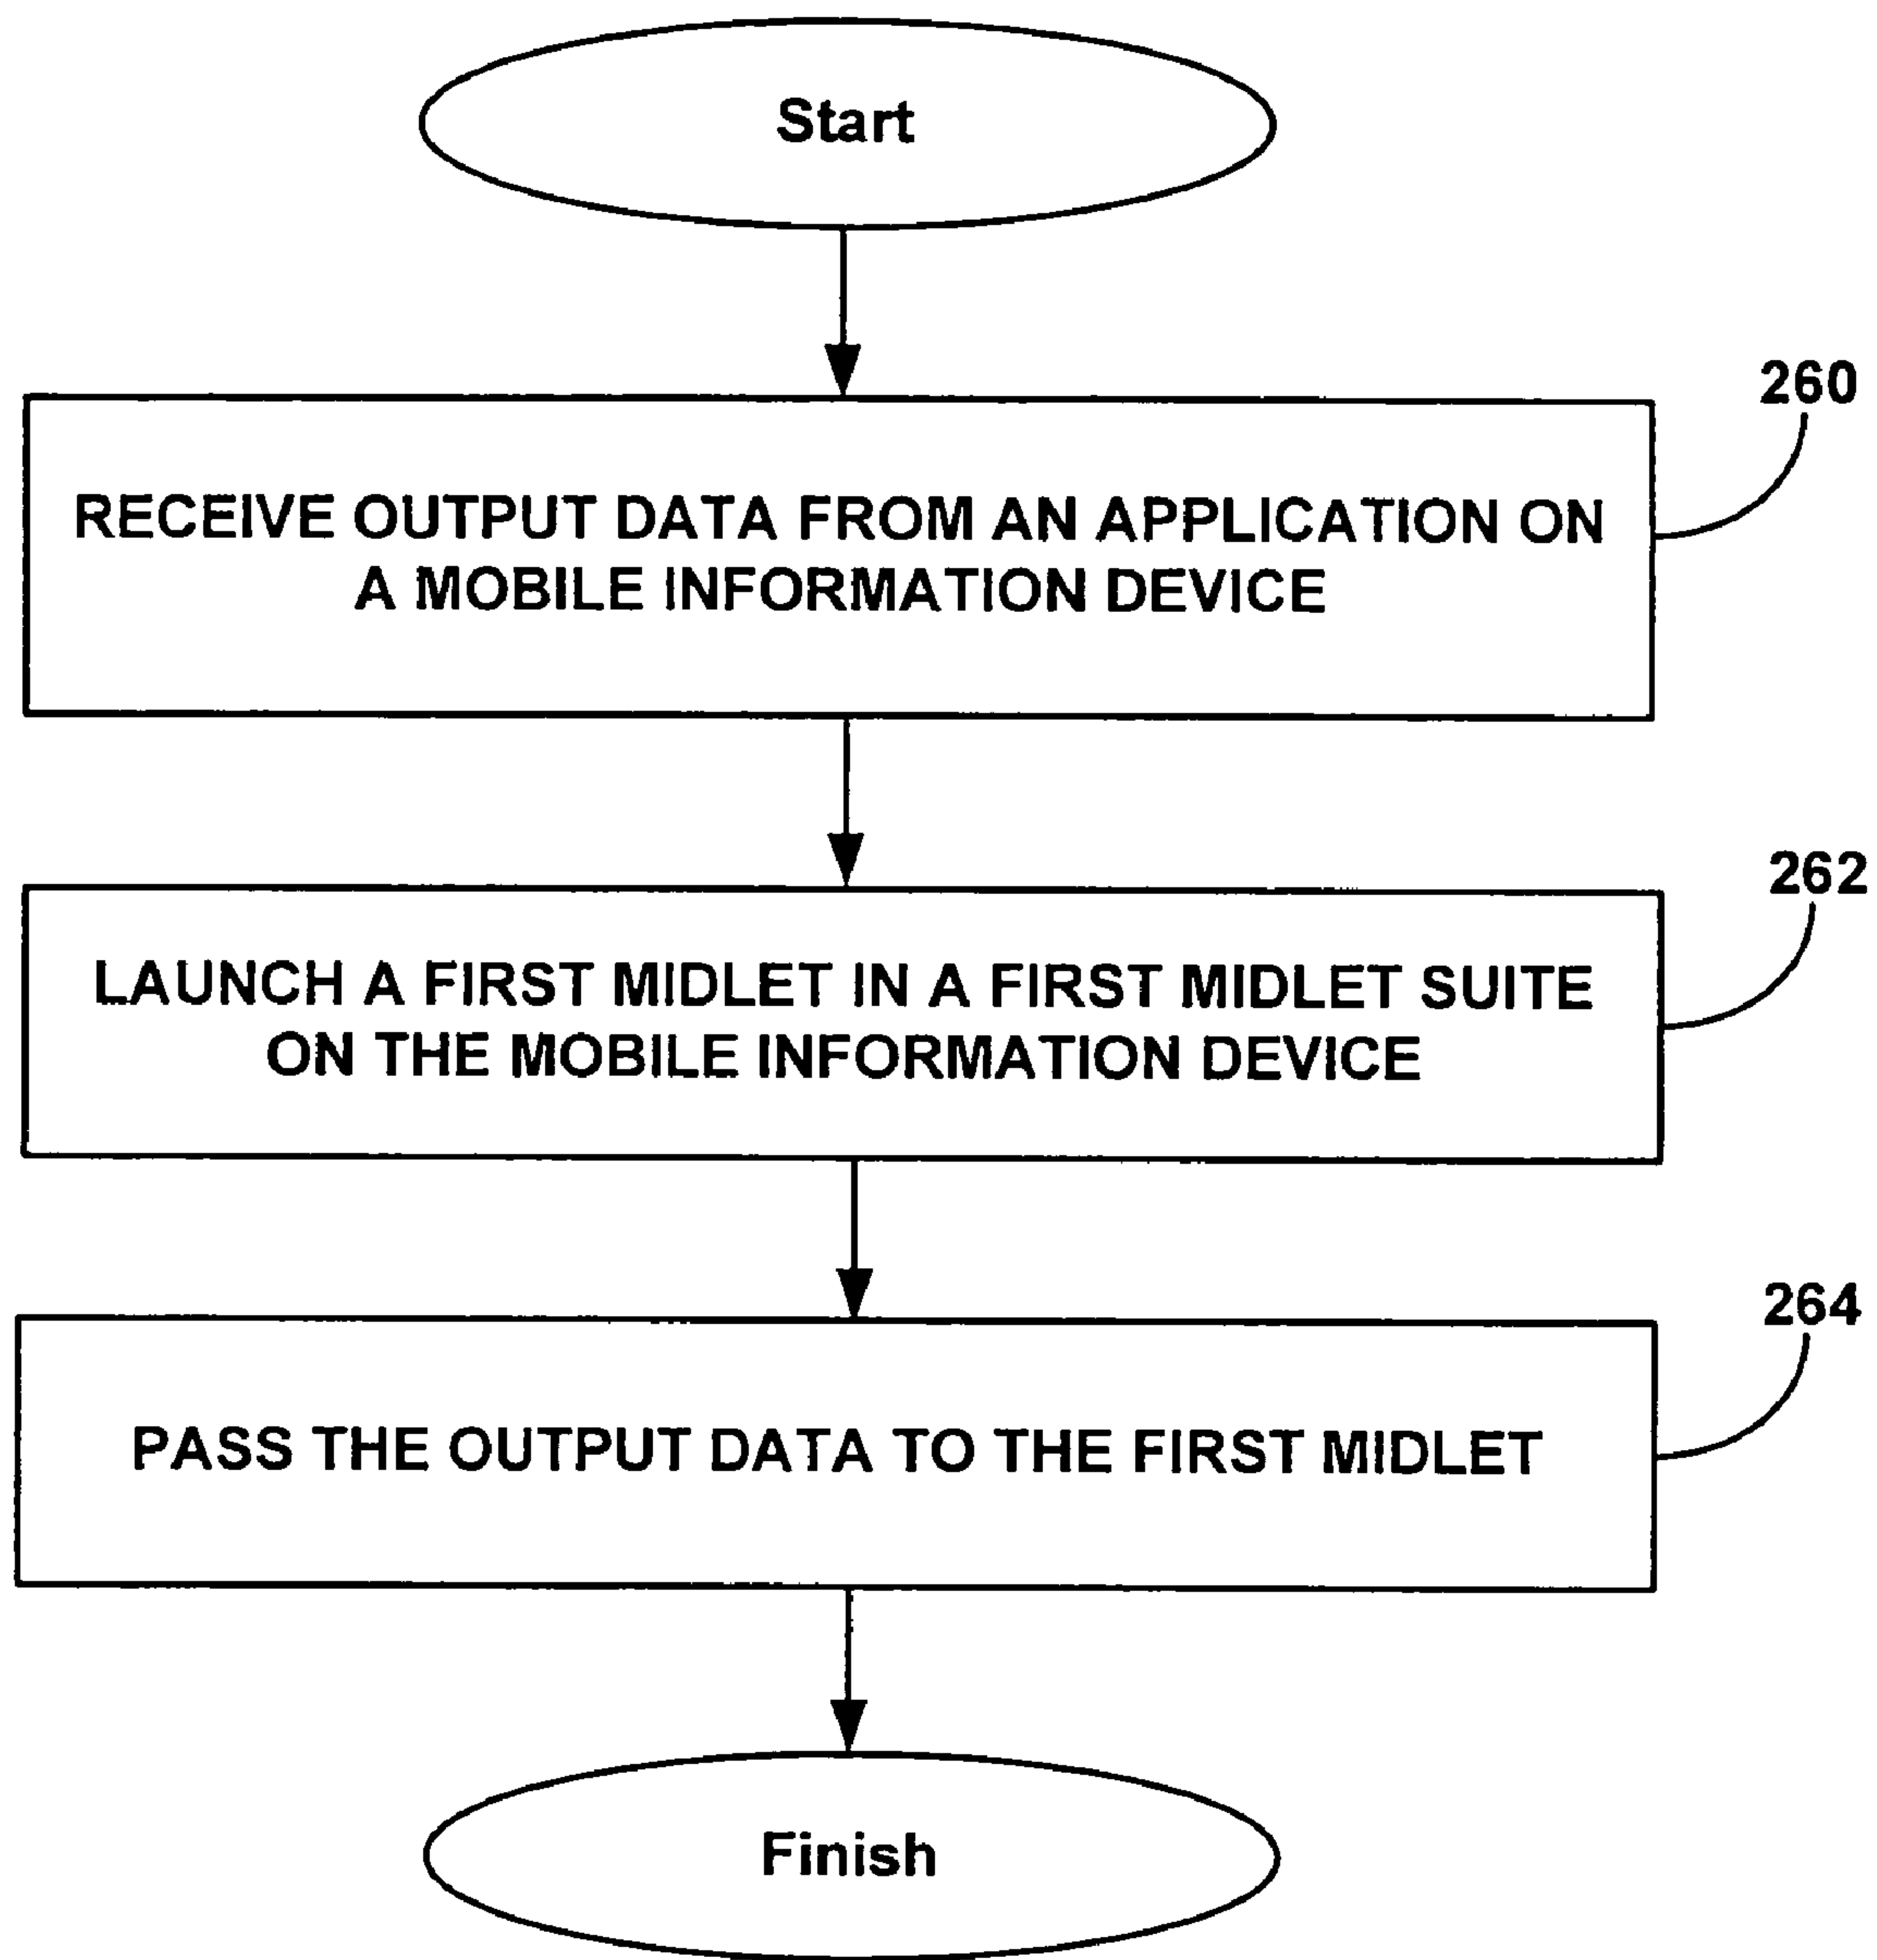 Start
260
RECEIVE OUTPUT DATA FROM AN APPLICATION ON
A MOBILE INFORMATION DEVICE
262
LAUNCH A FIRST MIDLET IN A FIRST MIDLET SUITE
ON THE MOBILE INFORMATION DEVICE
264
PASS THE OUTPUT DATA TO THE FIRST MIDLET
Finish